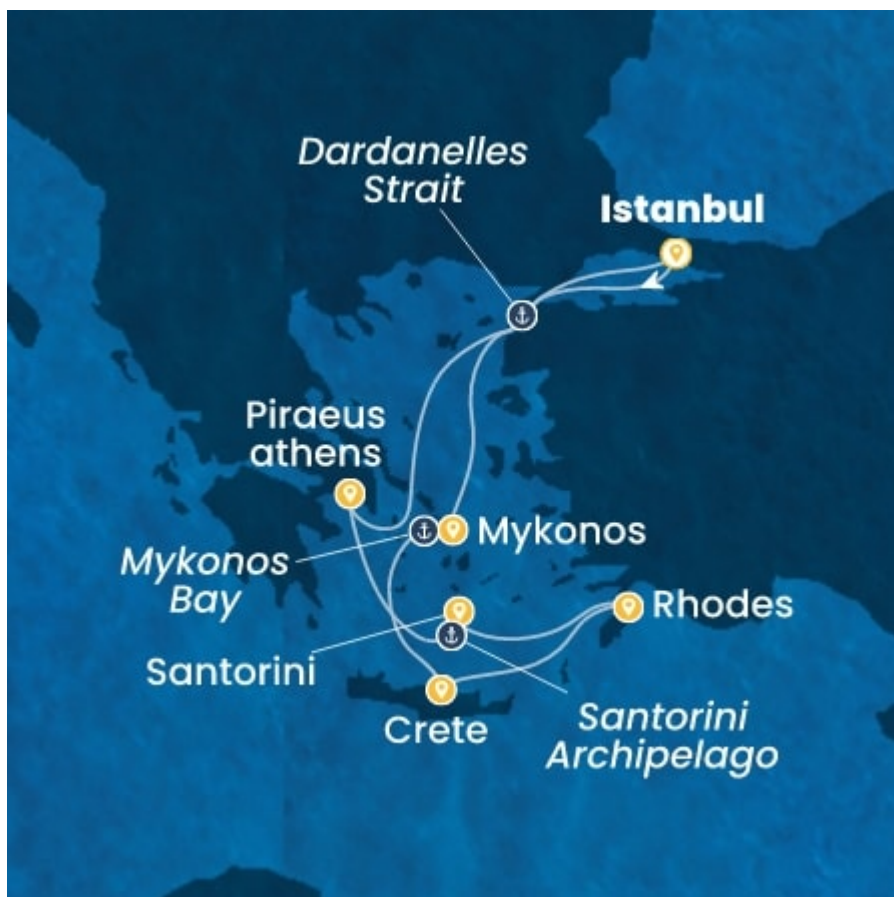 Dardanelles
Strait
Istanbul
Piraeus
athens
Mykonos
Mykonos
Bay
Rhodes
Santorini
Crete
Santorini
Archipelago